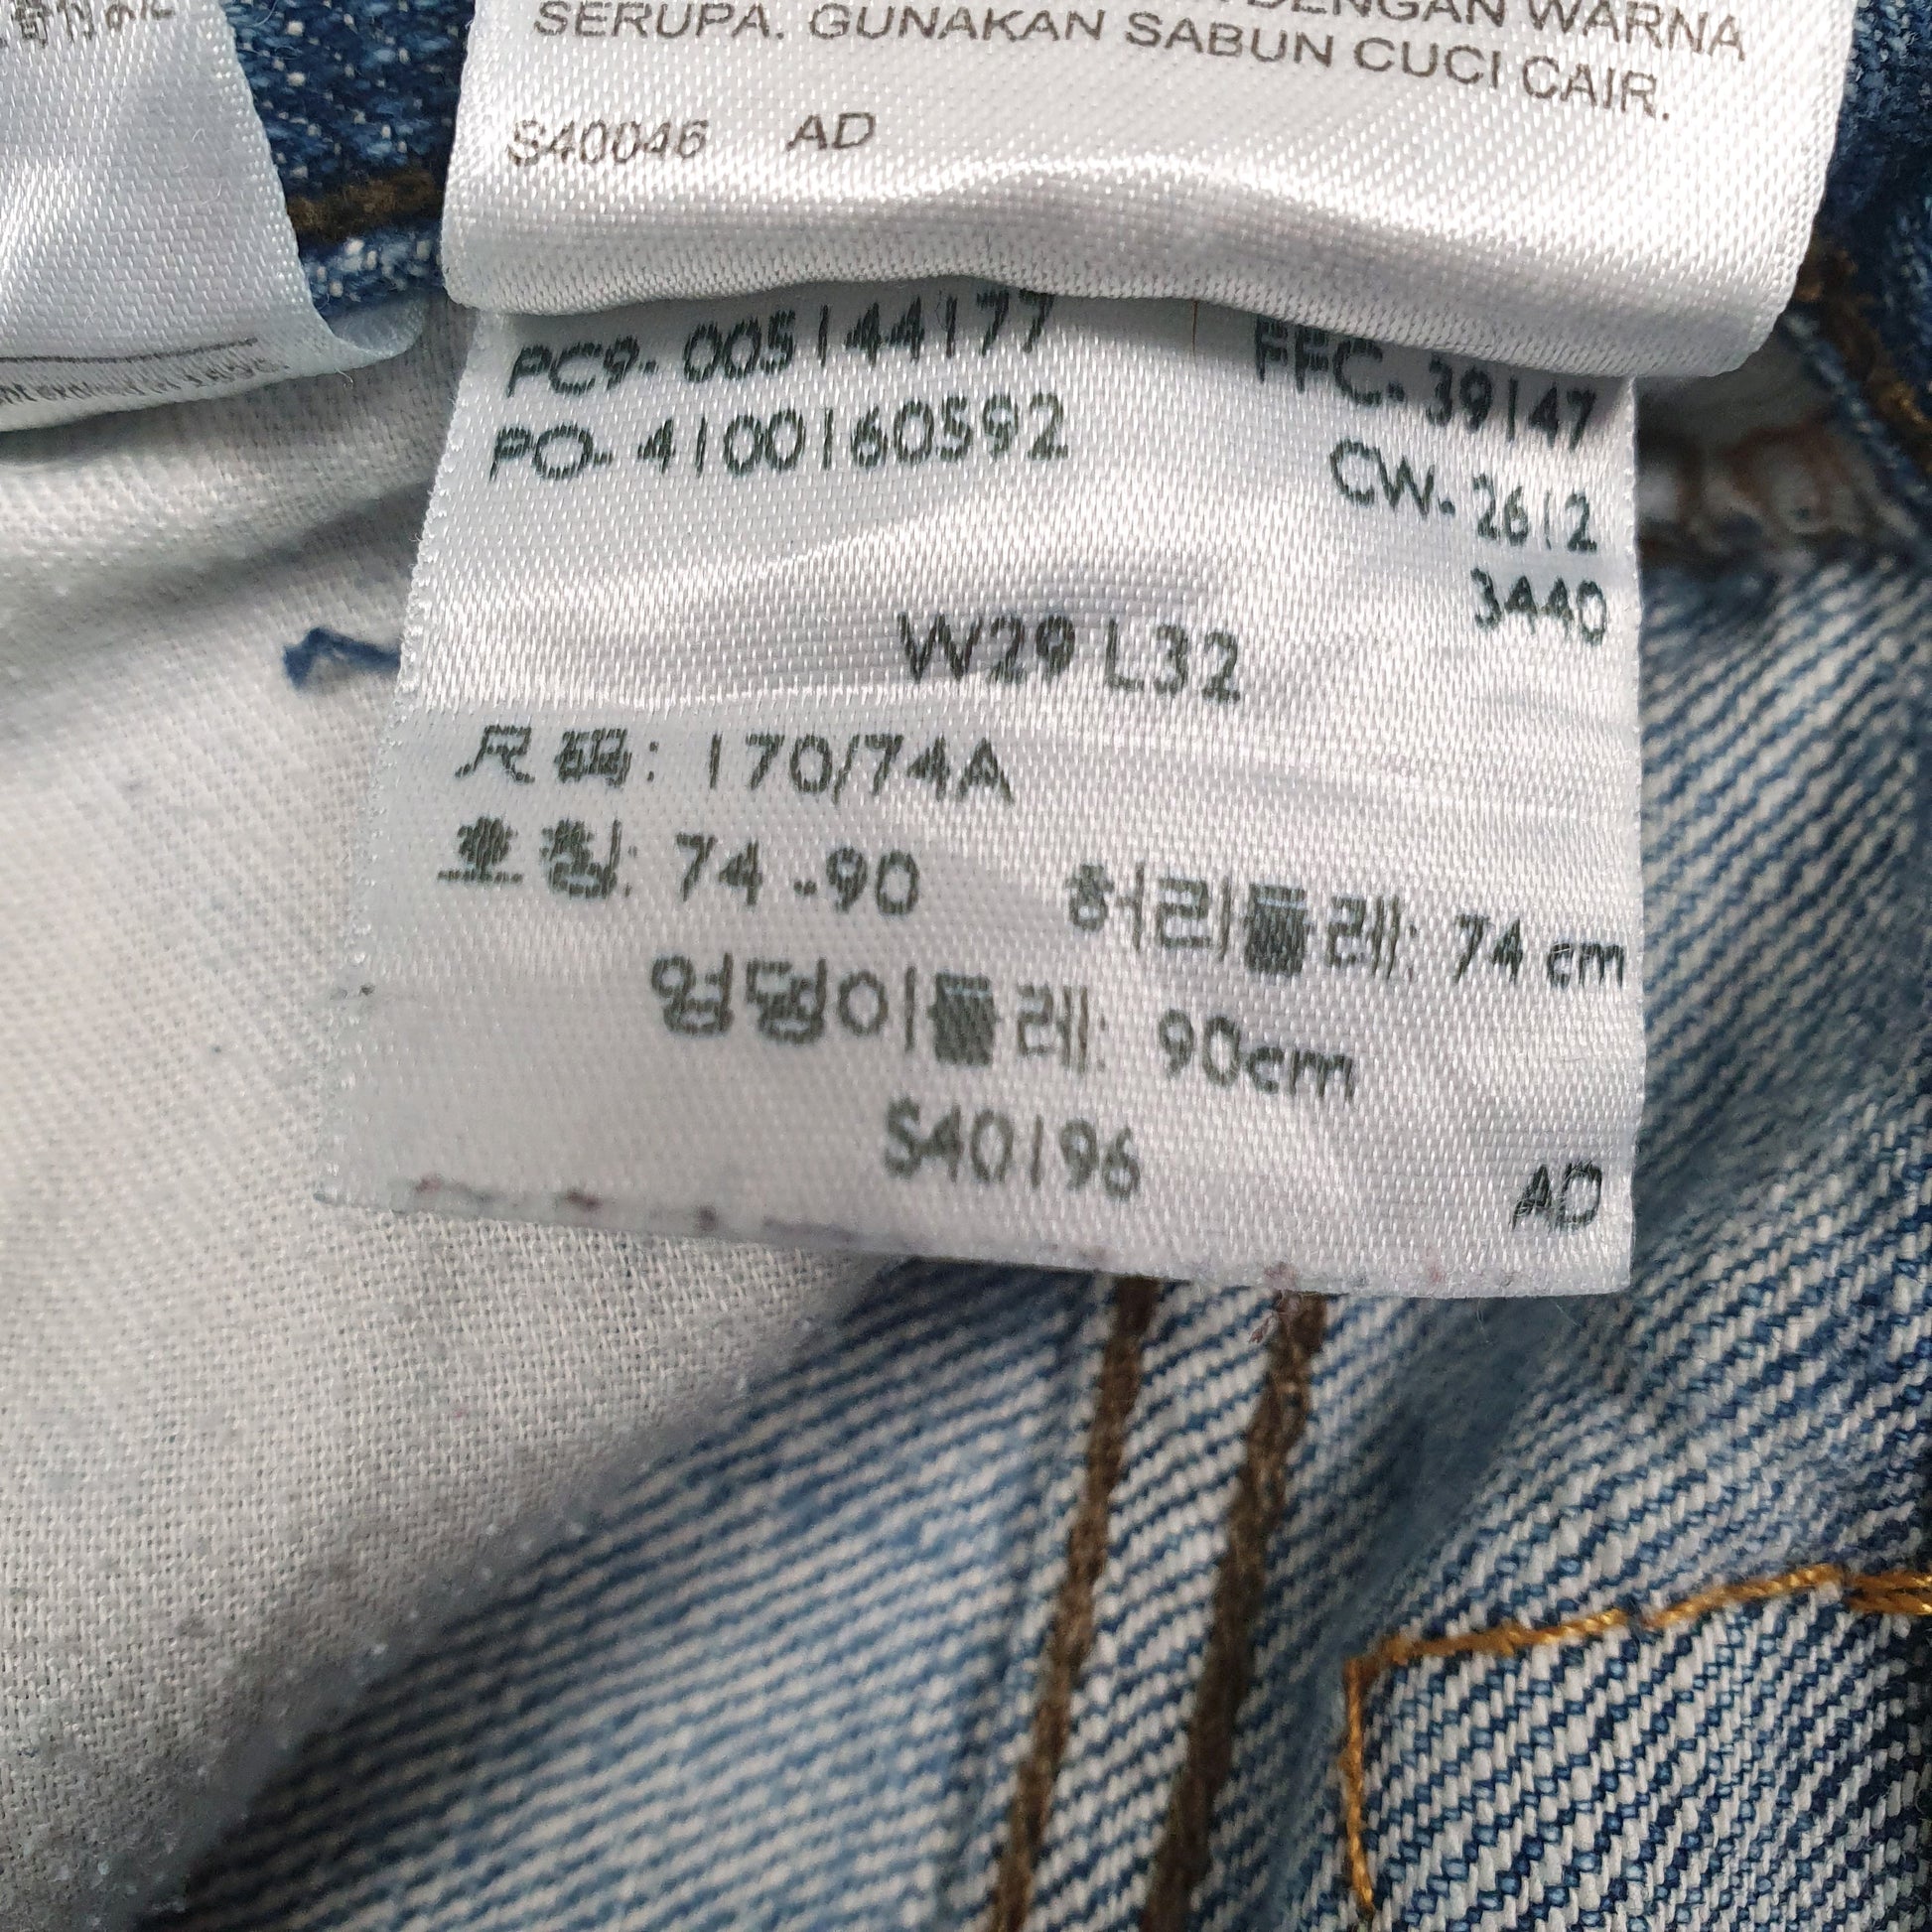 DENGAN WARNA
SERUPA. GUNAKAN SABUN CUCI CAIR.
S40046 AD
PC9- 005144177 FFC- 39147
PO- 4100160592 CW- 2612
3440
W29 L32
尺码: 170/74A
호칭: 74 -90 허리둘레: 74 cm
엉덩이둘레: 90cm
S40196
AD